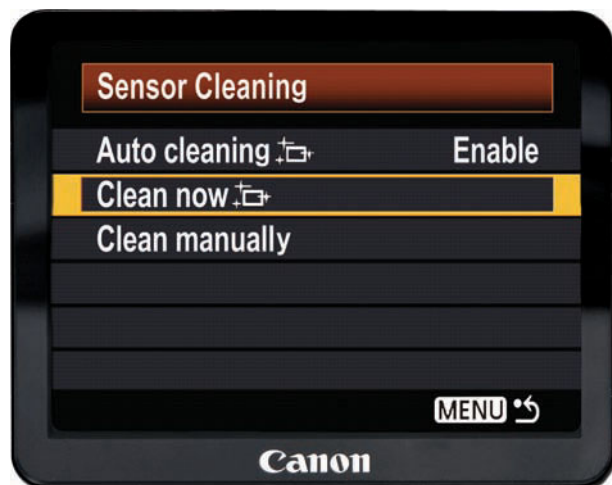 Sensor Cleaning
Auto cleaning Enable
Clean now
Clean manually
MENU
Canon